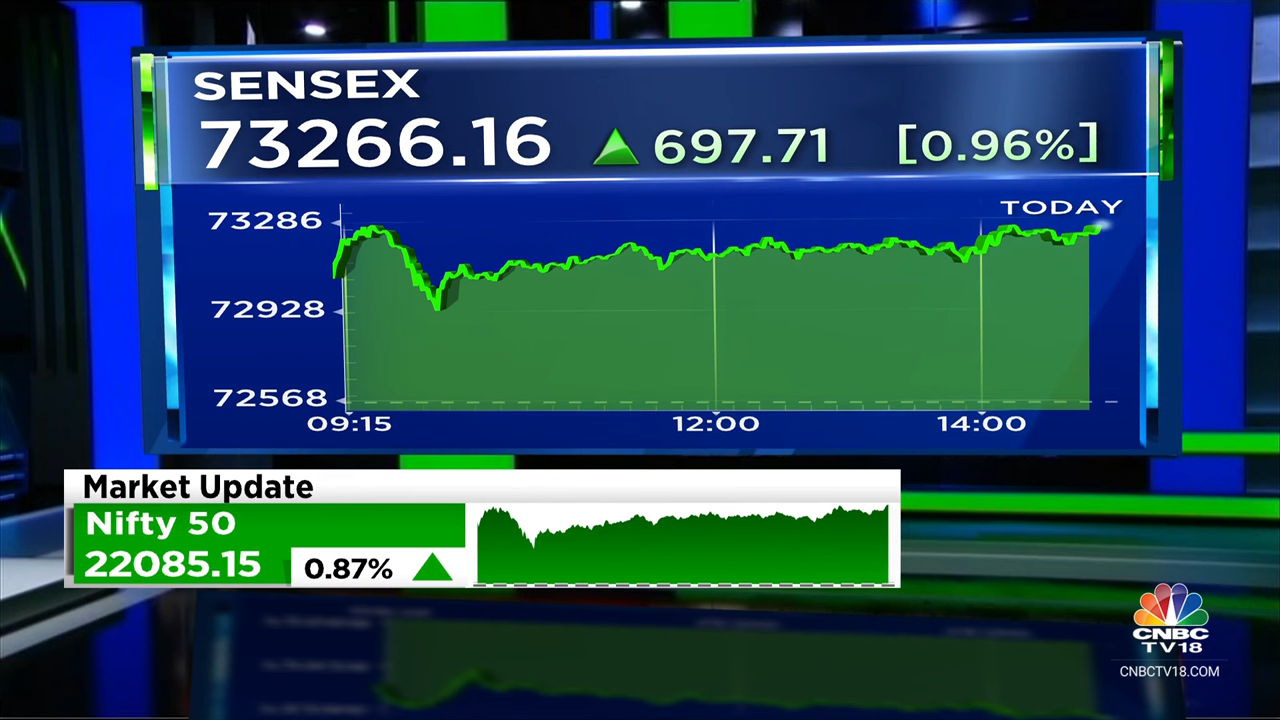 SENSEX
73266.16 ▲ 697.71 [0.96%]
TODAY
73286
72928
72568
09:15 12:00 14:00
Market Update
Nifty 50
22085.15 0.87% ▲
CNBC
TV18
CNBCTV18.COM